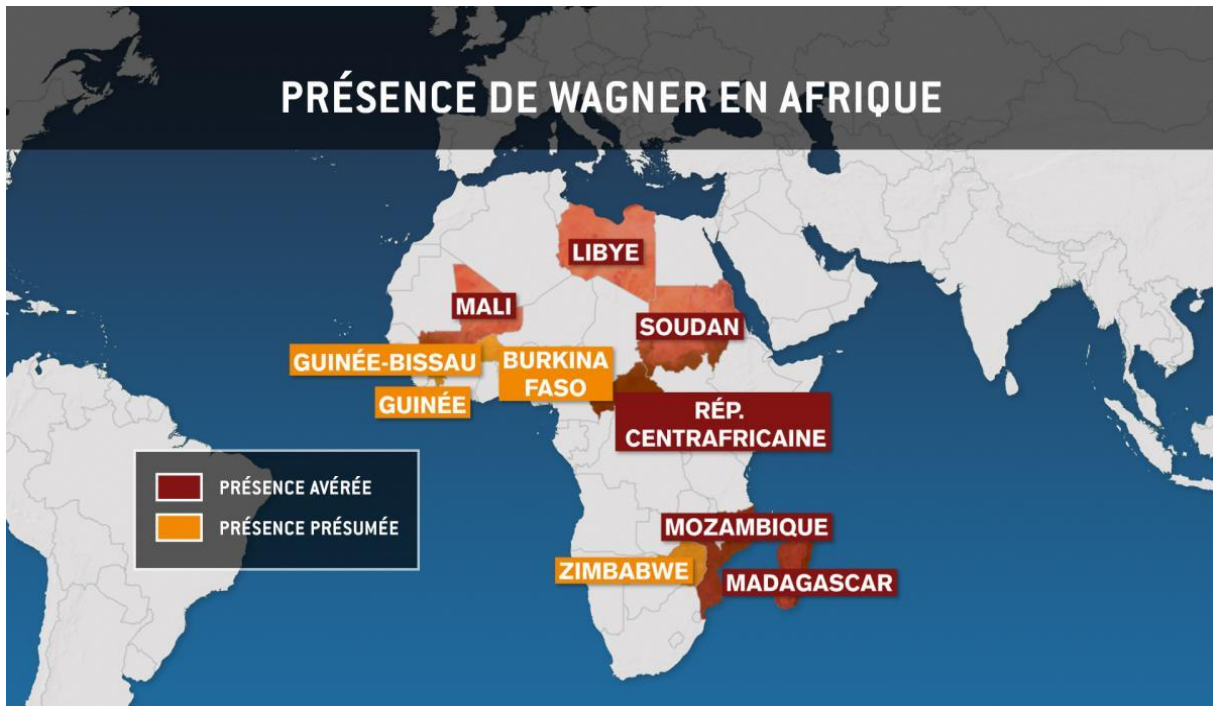 PRÉSENCE DE WAGNER EN AFRIQUE
LIBYE
MALI
SOUDAN
GUINÉE-BISSAU
BURKINA
FASO
GUINÉE
RÉP.
CENTRAFRICAINE
PRÉSENCE AVÉRÉE
PRÉSENCE PRÉSUMÉE
MOZAMBIQUE
ZIMBABWE
MADAGASCAR